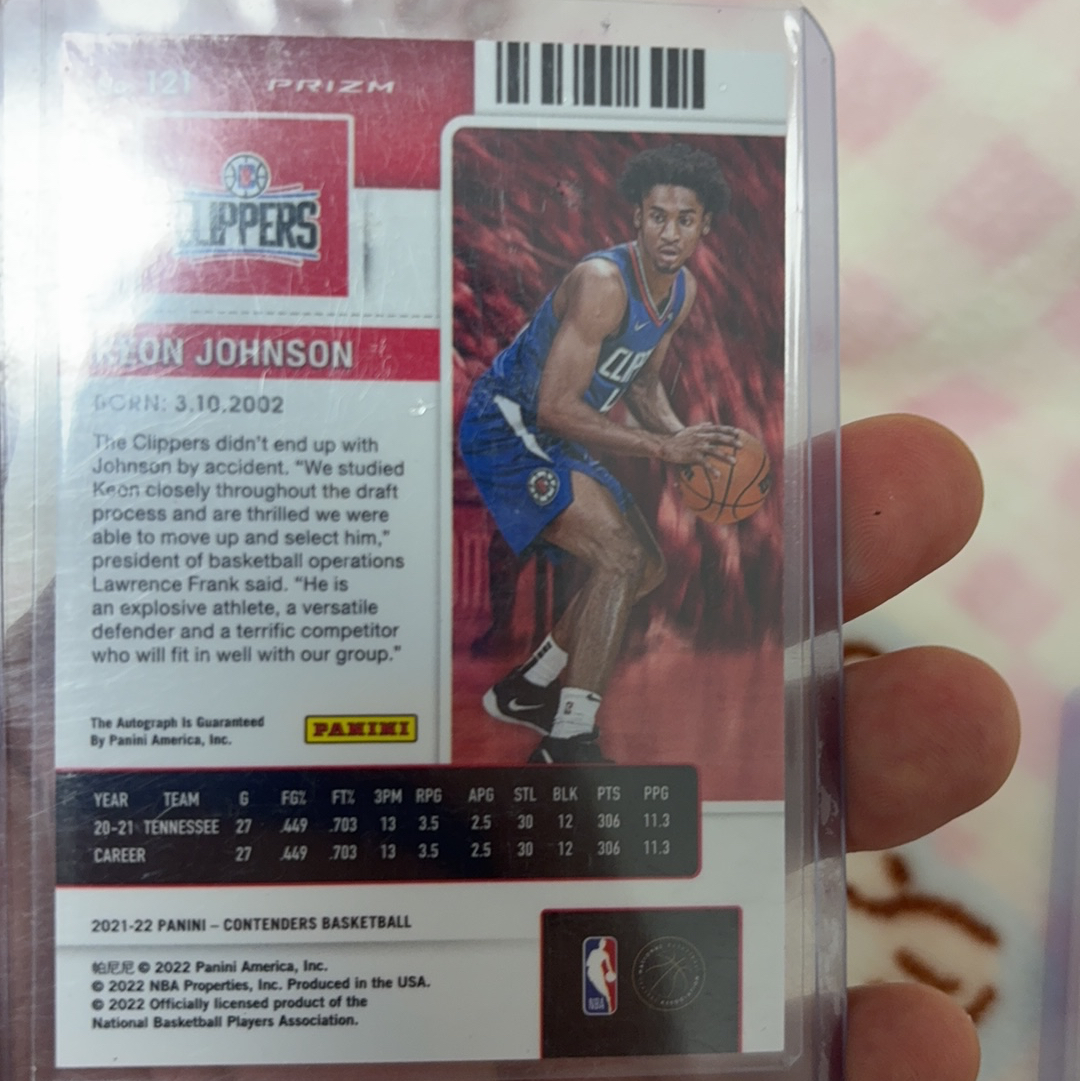 121 PRIZM
CLIPPERS
KEON JOHNSON
BORN: 3.10.2002
The Clippers didn't end up with
Johnson by accident. "We studied
Keon closely throughout the draft
process and are thrilled we were
able to move up and select him,"
president of basketball operations
Lawrence Frank said. "He is
an explosive athlete, a versatile
defender and a terrific competitor
who will fit in well with our group."
The Autograph Is Guaranteed
By Panini America, Inc.
PANINI
YEAR TEAM G FG% FT% 3PM RPG APG STL BLK PTS PPG
20-21 TENNESSEE 27 .449 .703 13 3.5 2.5 30 12 306 11.3
CAREER 27 .449 .703 13 3.5 2.5 30 12 306 11.3
2021-22 PANINI – CONTENDERS BASKETBALL
帕尼尼 © 2022 Panini America, Inc.
© 2022 NBA Properties, Inc. Produced in the USA.
© 2022 Officially licensed product of the
National Basketball Players Association.
NBA